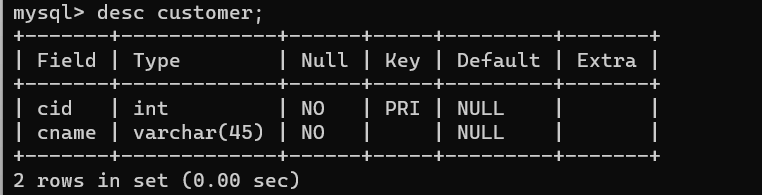 mysql> desc customer;
+-------+-------------+------+-----+---------+-------+
| Field | Type        | Null | Key | Default | Extra |
+-------+-------------+------+-----+---------+-------+
| cid   | int         | NO   | PRI | NULL    |       |
| cname | varchar(45) | NO   |     | NULL    |       |
+-------+-------------+------+-----+---------+-------+
2 rows in set (0.00 sec)